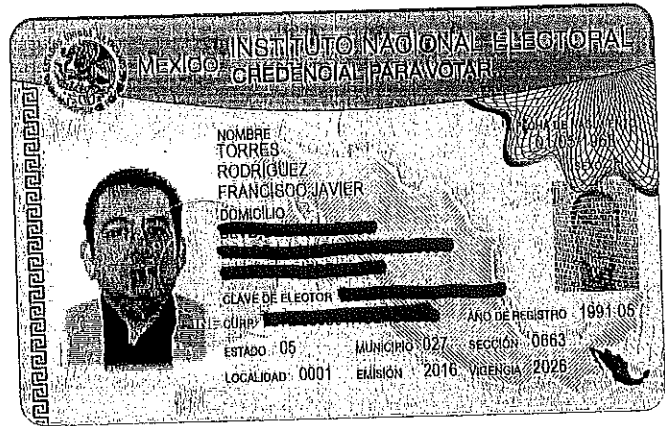 MÉXICO INSTITUTO NACIONAL ELECTORAL
CREDENCIAL PARA VOTAR
NOMBRE
TORRES
RODRIGUEZ
FRANCISCO JAVIER
DOMICILIO
CLAVE DE ELECTOR
CURP
AÑO DE REGISTRO 1991 05
ESTADO 05 MUNICIPIO 027 SECCIÓN 0663
LOCALIDAD 0001 EMISIÓN 2016 VIGENCIA 2026